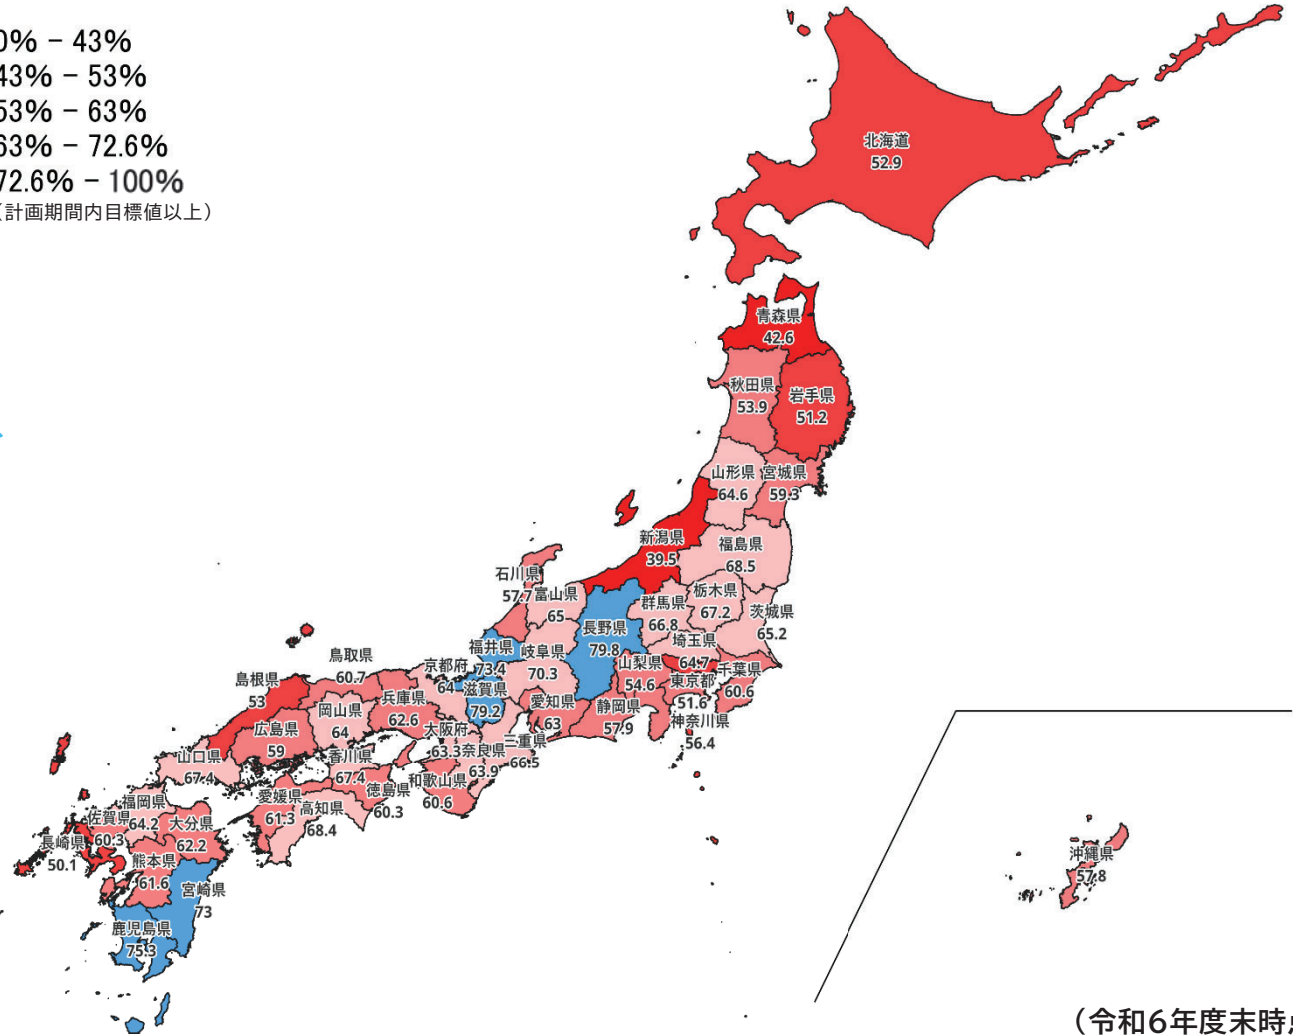 0% － 43%
43% － 53%
53% － 63%
63% － 72.6%
72.6% － 100%
（計画期間内目標値以上）
北海道
52.9
青森県
42.6
秋田県
53.9
岩手県
51.2
山形県
64.6
宮城県
59.3
新潟県
39.5
福島県
68.5
石川県
57.7
富山県
65
群馬県
66.8
栃木県
67.2
茨城県
65.2
長野県
79.8
福井県
73.4
岐阜県
70.3
埼玉県
64.7
山梨県
54.6
東京都
51.6
千葉県
60.6
神奈川県
56.4
静岡県
57.9
愛知県
63
滋賀県
79.2
京都府
64
三重県
66.5
奈良県
63.9
大阪府
63.3
和歌山県
60.6
兵庫県
62.6
鳥取県
60.7
島根県
53
岡山県
64
広島県
59
山口県
67.4
香川県
67.4
徳島県
60.3
愛媛県
61.3
高知県
68.4
福岡県
64.2
佐賀県
60.3
長崎県
50.1
大分県
62.2
熊本県
61.6
宮崎県
73
鹿児島県
75.3
沖縄県
57.8
（令和6年度末時